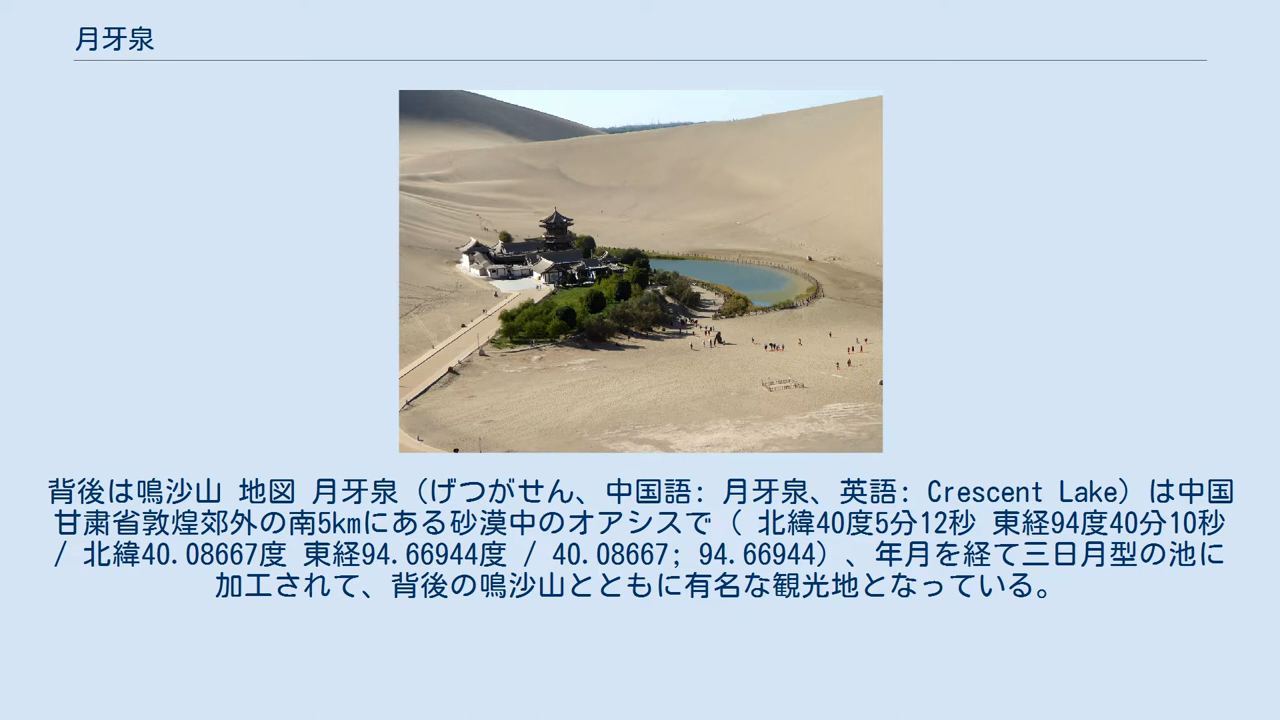 月牙泉
背後は鳴沙山 地図 月牙泉（げつがせん、中国語: 月牙泉、英語: Crescent Lake）は中国
甘粛省敦煌郊外の南5kmにある砂漠中のオアシスで（ 北緯40度5分12秒 東経94度40分10秒
/ 北緯40.08667度 東経94.66944度 / 40.08667; 94.66944）、年月を経て三日月型の池に
加工されて、背後の鳴沙山とともに有名な観光地となっている。